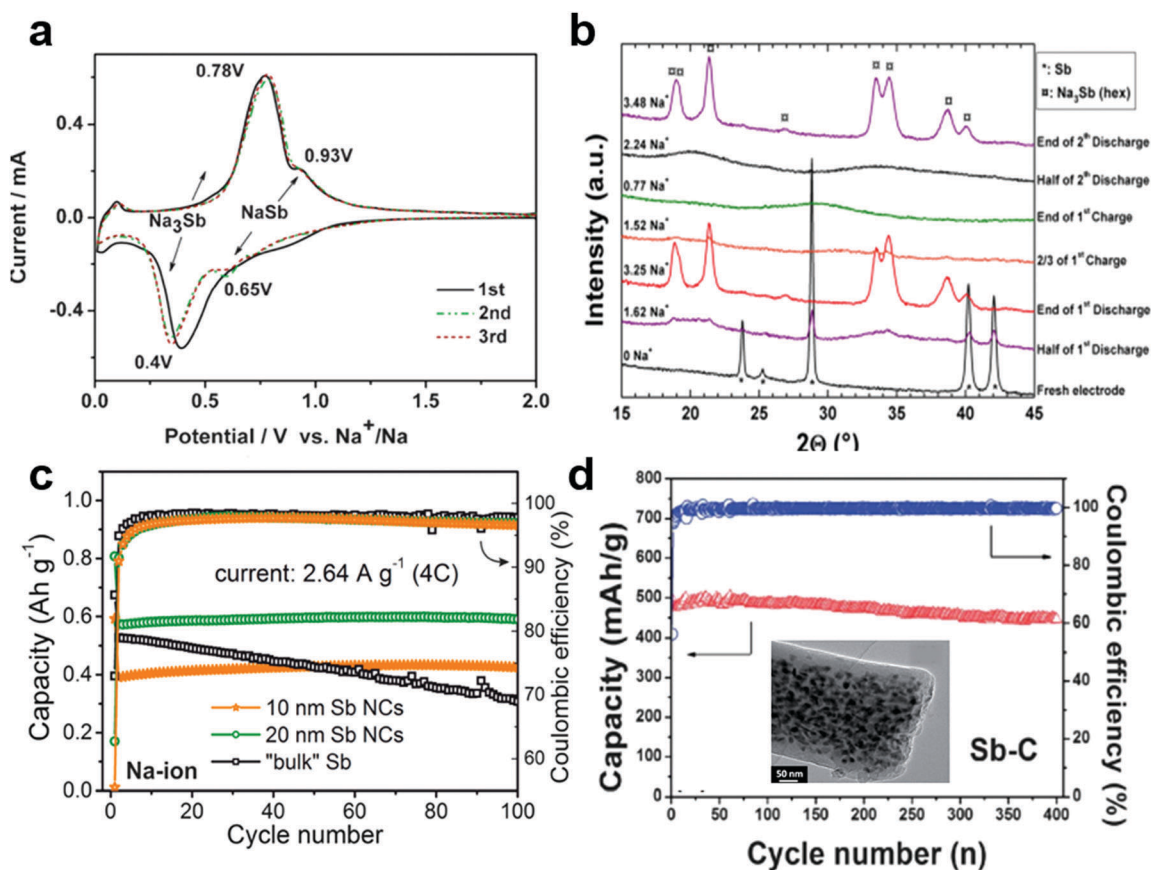 a
0.78V
0.93V
Na₃Sb
NaSb
0.65V
0.4V
1st
2nd
3rd
0.4
0.0
-0.4
Current / mA
0.0 0.5 1.0 1.5 2.0
Potential / V vs. Na⁺/Na
b
*: Sb
¤: Na₃Sb (hex)
3.48 Na⁺
End of 2ᵗʰ Discharge
2.24 Na⁺
Half of 2ᵗʰ Discharge
0.77 Na⁺
End of 1ˢᵗ Charge
1.52 Na⁺
2/3 of 1ˢᵗ Charge
3.25 Na⁺
End of 1ˢᵗ Discharge
1.62 Na⁺
Half of 1ˢᵗ Discharge
0 Na⁺
Fresh electrode
Intensity (a.u.)
15 20 25 30 35 40 45
2Θ (°)
c
1.0
0.8
0.6
0.4
0.2
0.0
Capacity (Ah g⁻¹)
current: 2.64 A g⁻¹ (4C)
10 nm Sb NCs
20 nm Sb NCs
"bulk" Sb
Na-ion
100
90
80
70
60
Coulombic efficiency (%)
0 20 40 60 80 100
Cycle number
d
800
750
700
650
600
550
500
450
400
350
300
250
200
150
100
50
0
Capacity (mAh/g)
50 nm
Sb-C
100
80
60
40
20
0
Coulombic efficiency (%)
0 50 100 150 200 250 300 350 400
Cycle number (n)